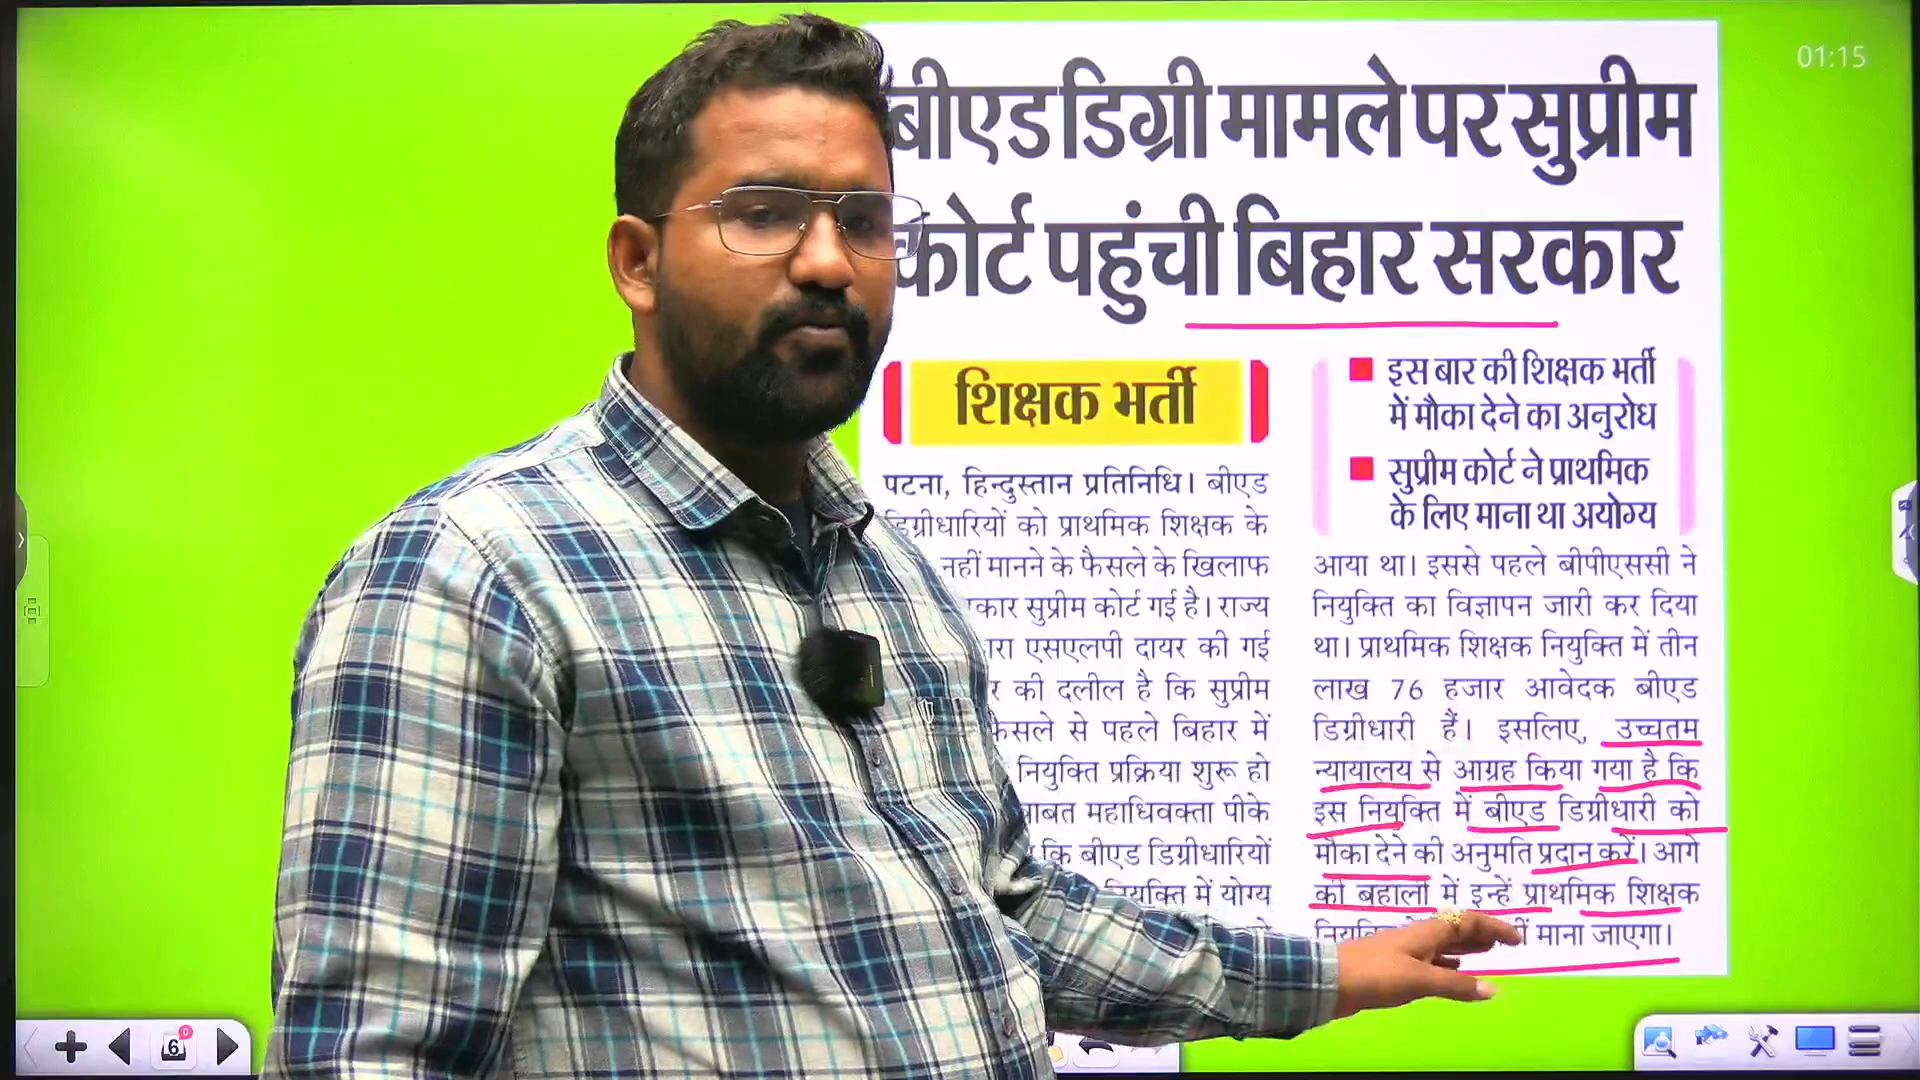 01:15
बीएड डिग्री मामले पर सुप्रीम
कोर्ट पहुंची बिहार सरकार
शिक्षक भर्ती
पटना, हिन्दुस्तान प्रतिनिधि। बीएड
डिग्रीधारियों को प्राथमिक शिक्षक के
नहीं मानने के फैसले के खिलाफ
सुप्रीम कोर्ट गई है। राज्य
एसएलपी दायर की गई
की दलील है कि सुप्रीम
से पहले बिहार में
नियुक्ति प्रक्रिया शुरू हो
महाधिवक्ता पीके
कि बीएड डिग्रीधारियों
में योग्य
इस बार की शिक्षक भर्ती
में मौका देने का अनुरोध
सुप्रीम कोर्ट ने प्राथमिक
के लिए माना था अयोग्य
आया था। इससे पहले बीपीएससी ने
नियुक्ति का विज्ञापन जारी कर दिया
था। प्राथमिक शिक्षक नियुक्ति में तीन
लाख 76 हजार आवेदक बीएड
डिग्रीधारी हैं। इसलिए, उच्चतम
न्यायालय से आग्रह किया गया है कि
इस नियुक्ति में बीएड डिग्रीधारी को
मौका देने की अनुमति प्रदान करें। आगे
की बहाली में इन्हें प्राथमिक शिक्षक
माना जाएगा।
6
0